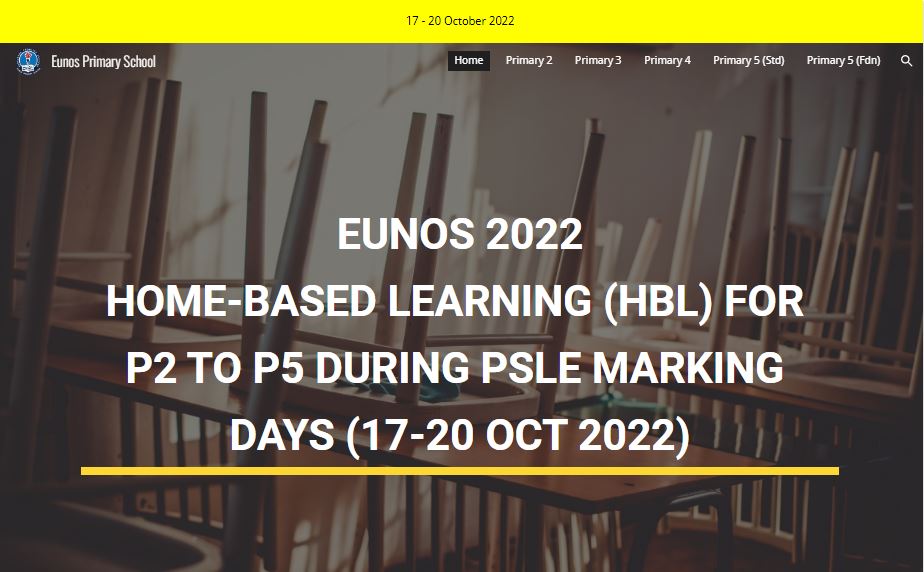 17 - 20 October 2022
Eunos Primary School
Home
Primary 2
Primary 3
Primary 4
Primary 5 (Std)
Primary 5 (Fdn)
EUNOS 2022
HOME-BASED LEARNING (HBL) FOR
P2 TO P5 DURING PSLE MARKING
DAYS (17-20 OCT 2022)